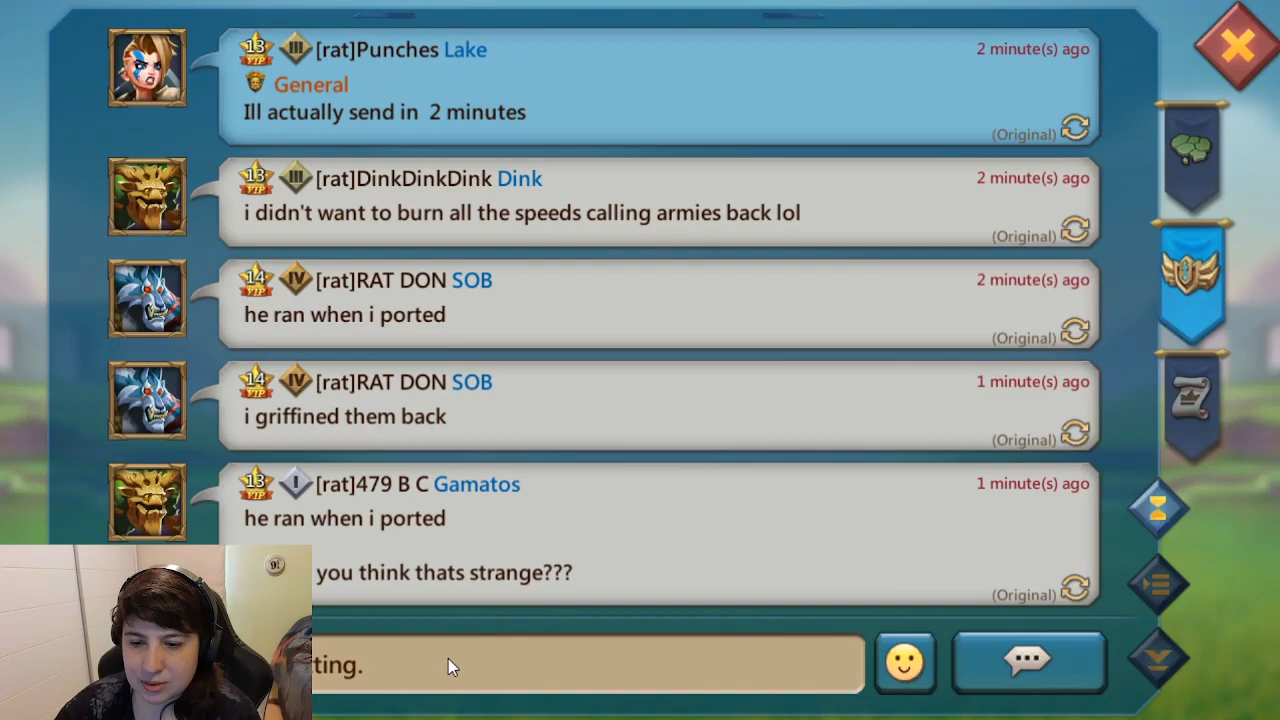 13 VIP III [rat]Punches Lake 2 minute(s) ago
General
Ill actually send in 2 minutes
(Original)
13 VIP III [rat]DinkDinkDink Dink 2 minute(s) ago
i didn't want to burn all the speeds calling armies back lol
(Original)
14 VIP IV [rat]RAT DON SOB 2 minute(s) ago
he ran when i ported
(Original)
14 VIP IV [rat]RAT DON SOB 1 minute(s) ago
i griffined them back
(Original)
13 VIP I [rat]479 B C Gamatos 1 minute(s) ago
he ran when i ported
you think thats strange???
(Original)
9!
ting.